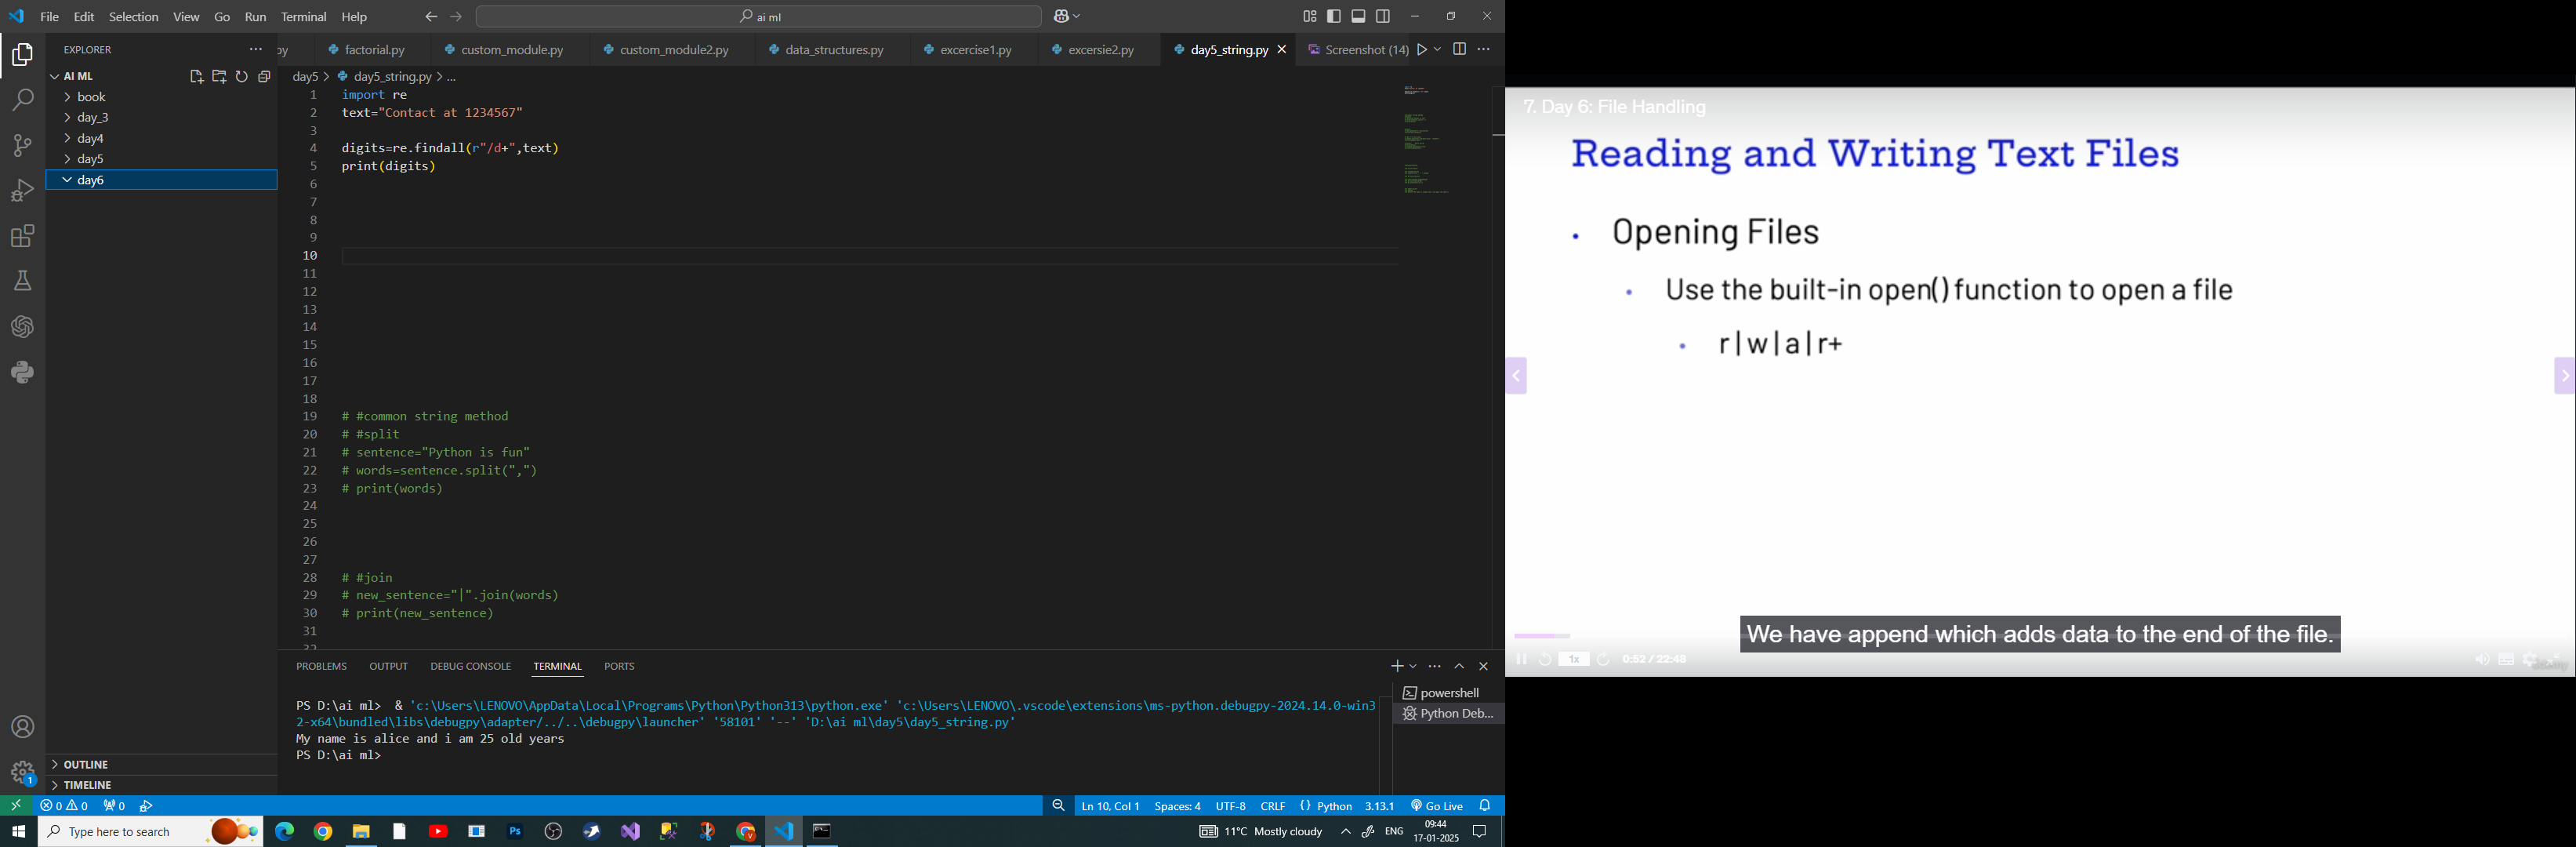 File Edit Selection View Go Run Terminal Help
ai ml
EXPLORER
AI ML
book
day_3
day4
day5
day6
OUTLINE
TIMELINE
py factorial.py custom_module.py custom_module2.py data_structures.py excercise1.py excersie2.py day5_string.py Screenshot (14)
day5 > day5_string.py > ...
1 import re
2 text="Contact at 1234567"
3
4 digits=re.findall(r"/d+",text)
5 print(digits)
6
7
8
9
10
11
12
13
14
15
16
17
18
19 # #common string method
20 # #split
21 # sentence="Python is fun"
22 # words=sentence.split(",")
23 # print(words)
24
25
26
27
28 # #join
29 # new_sentence="|".join(words)
30 # print(new_sentence)
31
32
PROBLEMS OUTPUT DEBUG CONSOLE TERMINAL PORTS
PS D:\ai ml> & 'c:\Users\LENOVO\AppData\Local\Programs\Python\Python313\python.exe' 'c:\Users\LENOVO\.vscode\extensions\ms-python.debugpy-2024.14.0-win3
2-x64\bundled\libs\debugpy\adapter/../..\debugpy\launcher' '58101' '--' 'D:\ai ml\day5\day5_string.py'
My name is alice and i am 25 old years
PS D:\ai ml>
powershell
Python Deb...
1
0 0 0
Ln 10, Col 1 Spaces: 4 UTF-8 CRLF {} Python 3.13.1 Go Live
Type here to search
Ps
11°C Mostly cloudy
ENG
09:44
17-01-2025
7. Day 6: File Handling
Reading and Writing Text Files
• Opening Files
• Use the built-in open() function to open a file
• r|w|a|r+
We have append which adds data to the end of the file.
1x 0:52 / 22:48